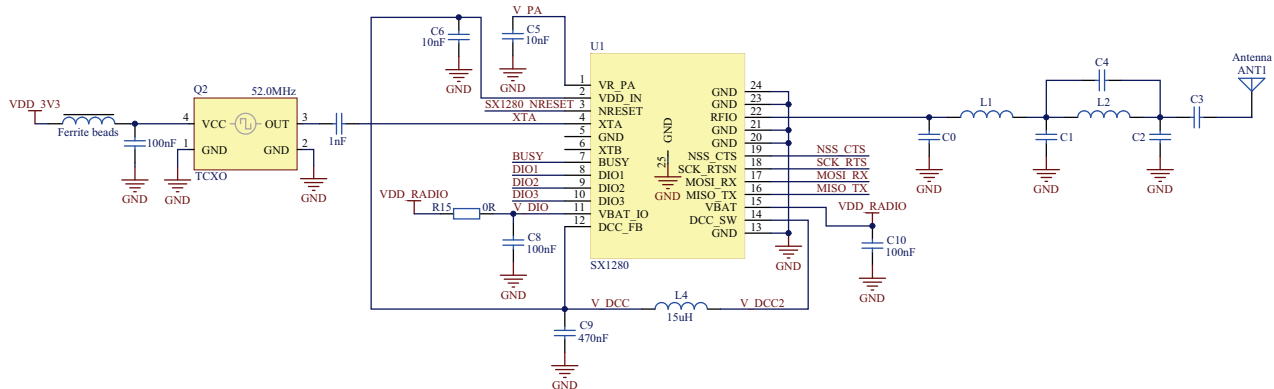 V_PA
C6
10nF
GND
C5
10nF
GND
U1
Antenna
ANT1
Q2
52.0MHz
VDD_3V3
Ferrite beads
100nF
GND
4
VCC
OUT
3
1
GND
GND
2
TCXO
GND
GND
1nF
SX1280_NRESET
XTA
BUSY
DIO1
DIO2
DIO3
VDD_RADIO
R15
0R
V_DIO
C8
100nF
GND
1
VR_PA
2
VDD_IN
3
NRESET
4
XTA
5
GND
6
XTB
7
BUSY
8
DIO1
9
DIO2
10
DIO3
11
VBAT_IO
12
DCC_FB
GND
25
GND
GND
24
GND
23
RFIO
22
GND
21
GND
20
NSS_CTS
19
SCK_RTSN
18
MOSI_RX
17
MISO_TX
16
VBAT
15
DCC_SW
14
GND
13
SX1280
NSS_CTS
SCK_RTS
MOSI_RX
MISO_TX
VDD_RADIO
C10
100nF
GND
GND
L1
C4
L2
C3
C0
C1
C2
GND
GND
GND
V_DCC
L4
15uH
V_DCC2
C9
470nF
GND